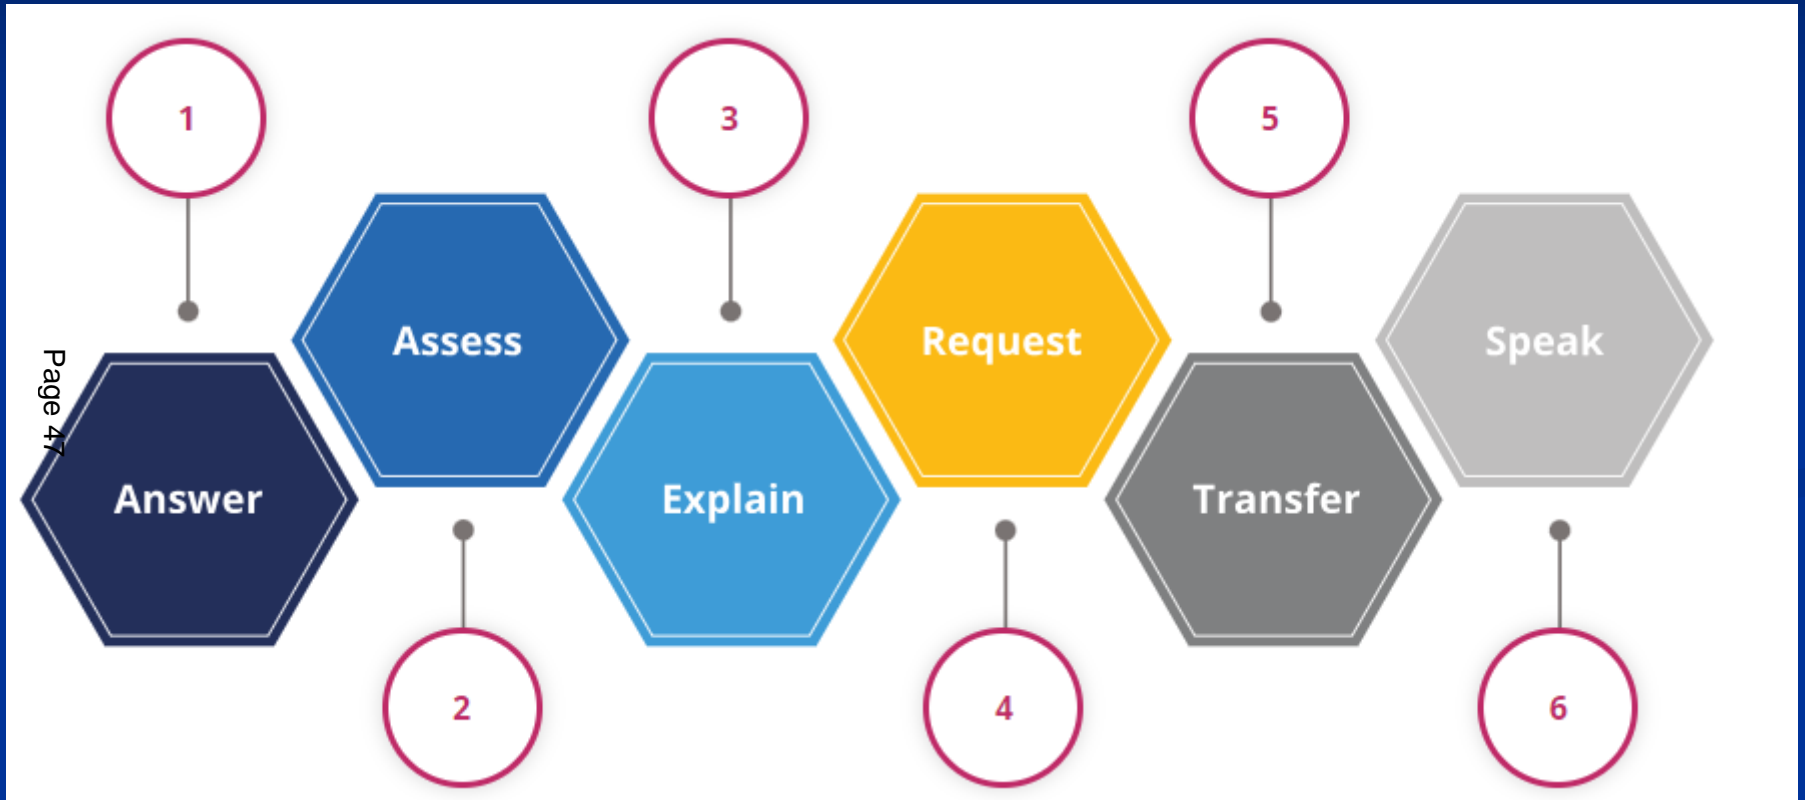 1
Answer
2
Assess
3
Explain
4
Request
5
Transfer
6
Speak
Page 47